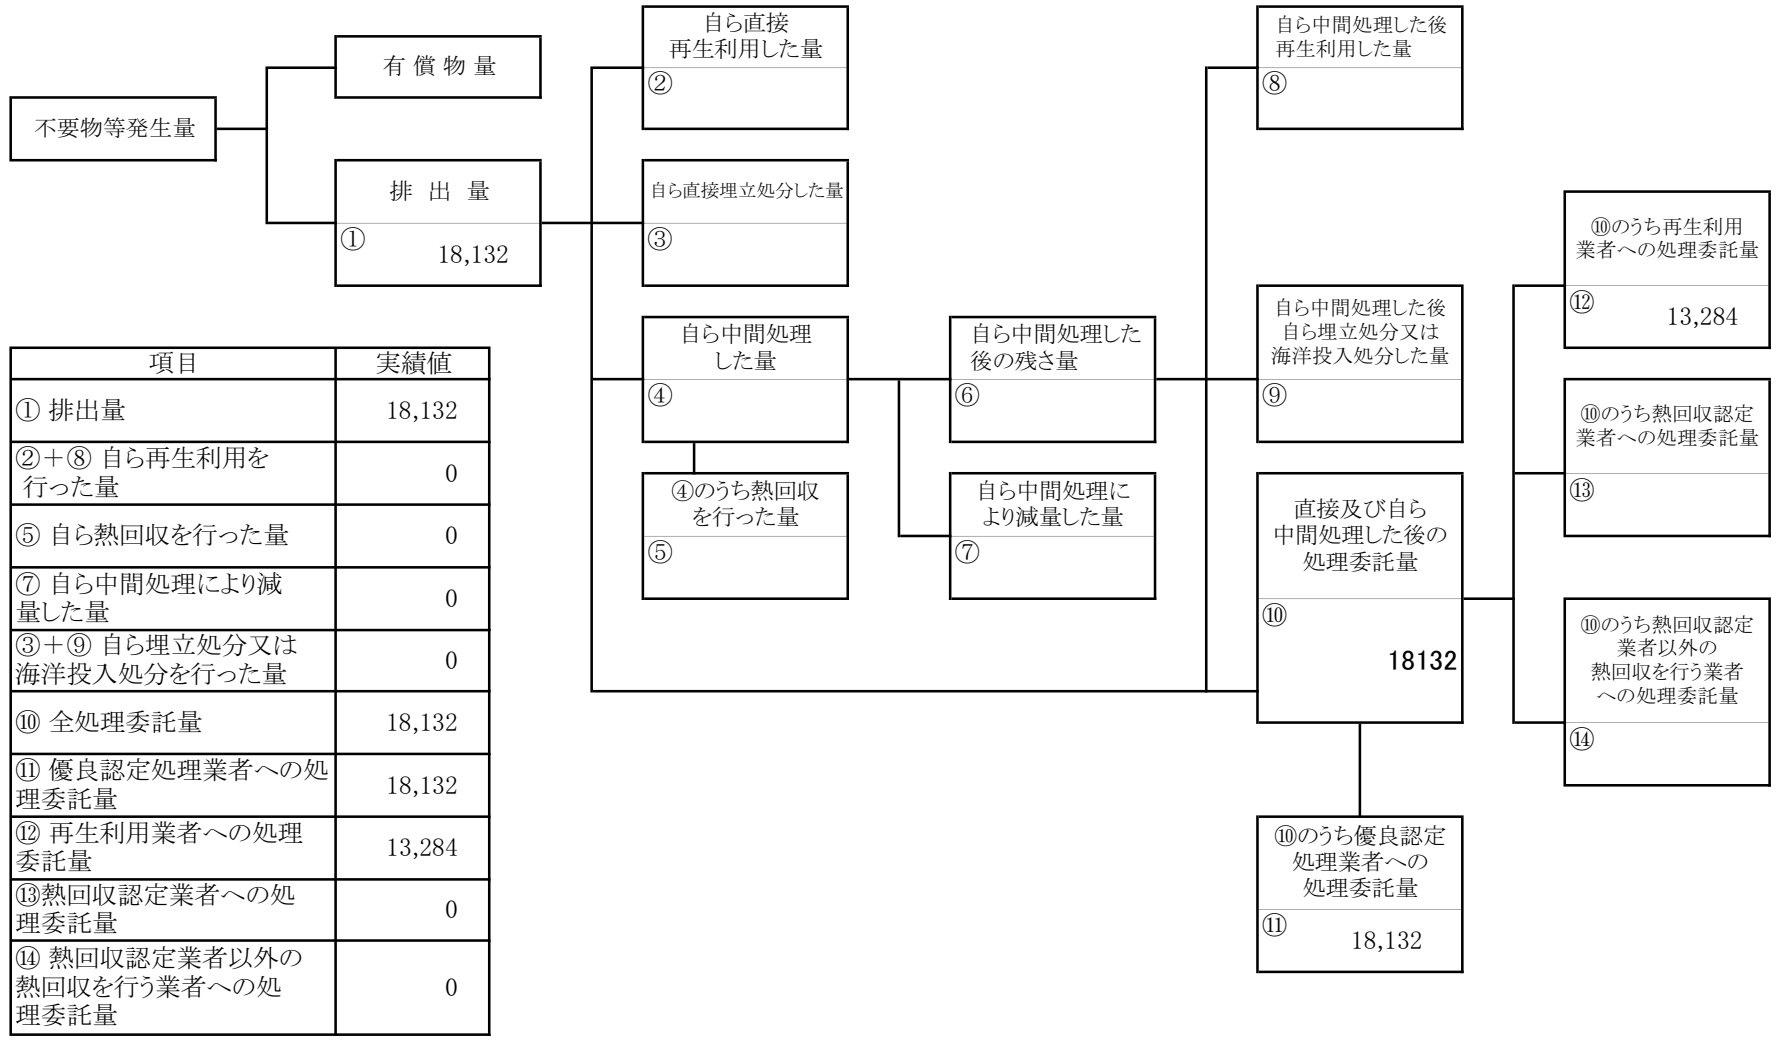 不要物等発生量
有 償 物 量
排 出 量
①
18,132
自ら直接
再生利用した量
②
自ら直接埋立処分した量
③
自ら中間処理
した量
④
④のうち熱回収
を行った量
⑤
自ら中間処理した
後の残さ量
⑥
自ら中間処理に
より減量した量
⑦
自ら中間処理した後
再生利用した量
⑧
自ら中間処理した後
自ら埋立処分又は
海洋投入処分した量
⑨
直接及び自ら
中間処理した後の
処理委託量
⑩
18132
⑩のうち優良認定
処理業者への
処理委託量
⑪
18,132
⑩のうち再生利用
業者への処理委託量
⑫
13,284
⑩のうち熱回収認定
業者への処理委託量
⑬
⑩のうち熱回収認定
業者以外の
熱回収を行う業者
への処理委託量
⑭
項目 実績値
① 排出量 18,132
②+⑧ 自ら再生利用を
行った量 0
⑤ 自ら熱回収を行った量 0
⑦ 自ら中間処理により減
量した量 0
③+⑨ 自ら埋立処分又は
海洋投入処分を行った量 0
⑩ 全処理委託量 18,132
⑪ 優良認定処理業者への処
理委託量 18,132
⑫ 再生利用業者への処理
委託量 13,284
⑬熱回収認定業者への処
理委託量 0
⑭ 熱回収認定業者以外の
熱回収を行う業者への処
理委託量 0